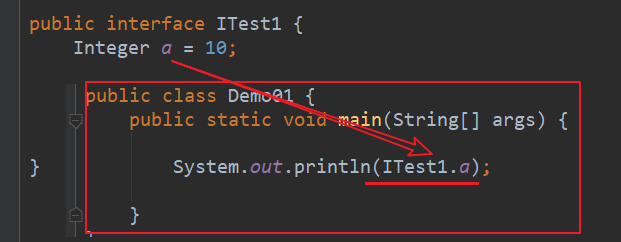 public interface ITest1 {
Integer a = 10;
public class Demo01 {
public static void main(String[] args) {
} System.out.println(ITest1.a);
}
}